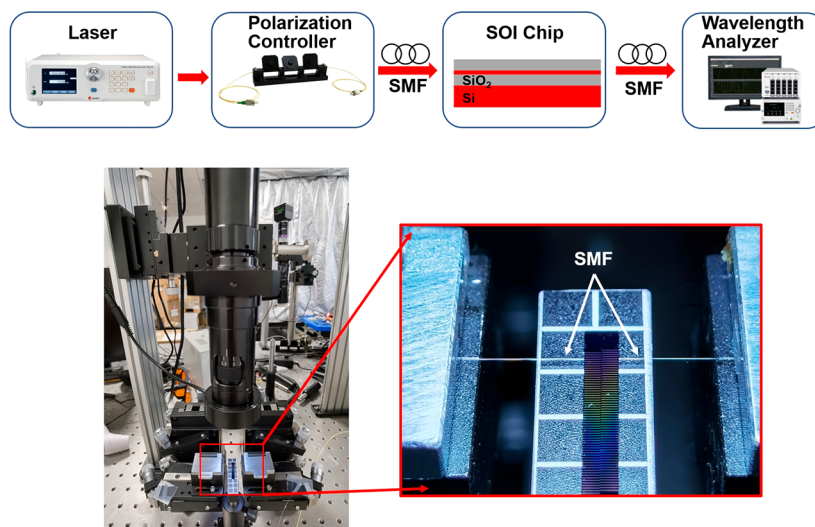 Laser
Polarization
Controller
SMF
SOI Chip
SiO2
Si
SMF
Wavelength
Analyzer
SMF